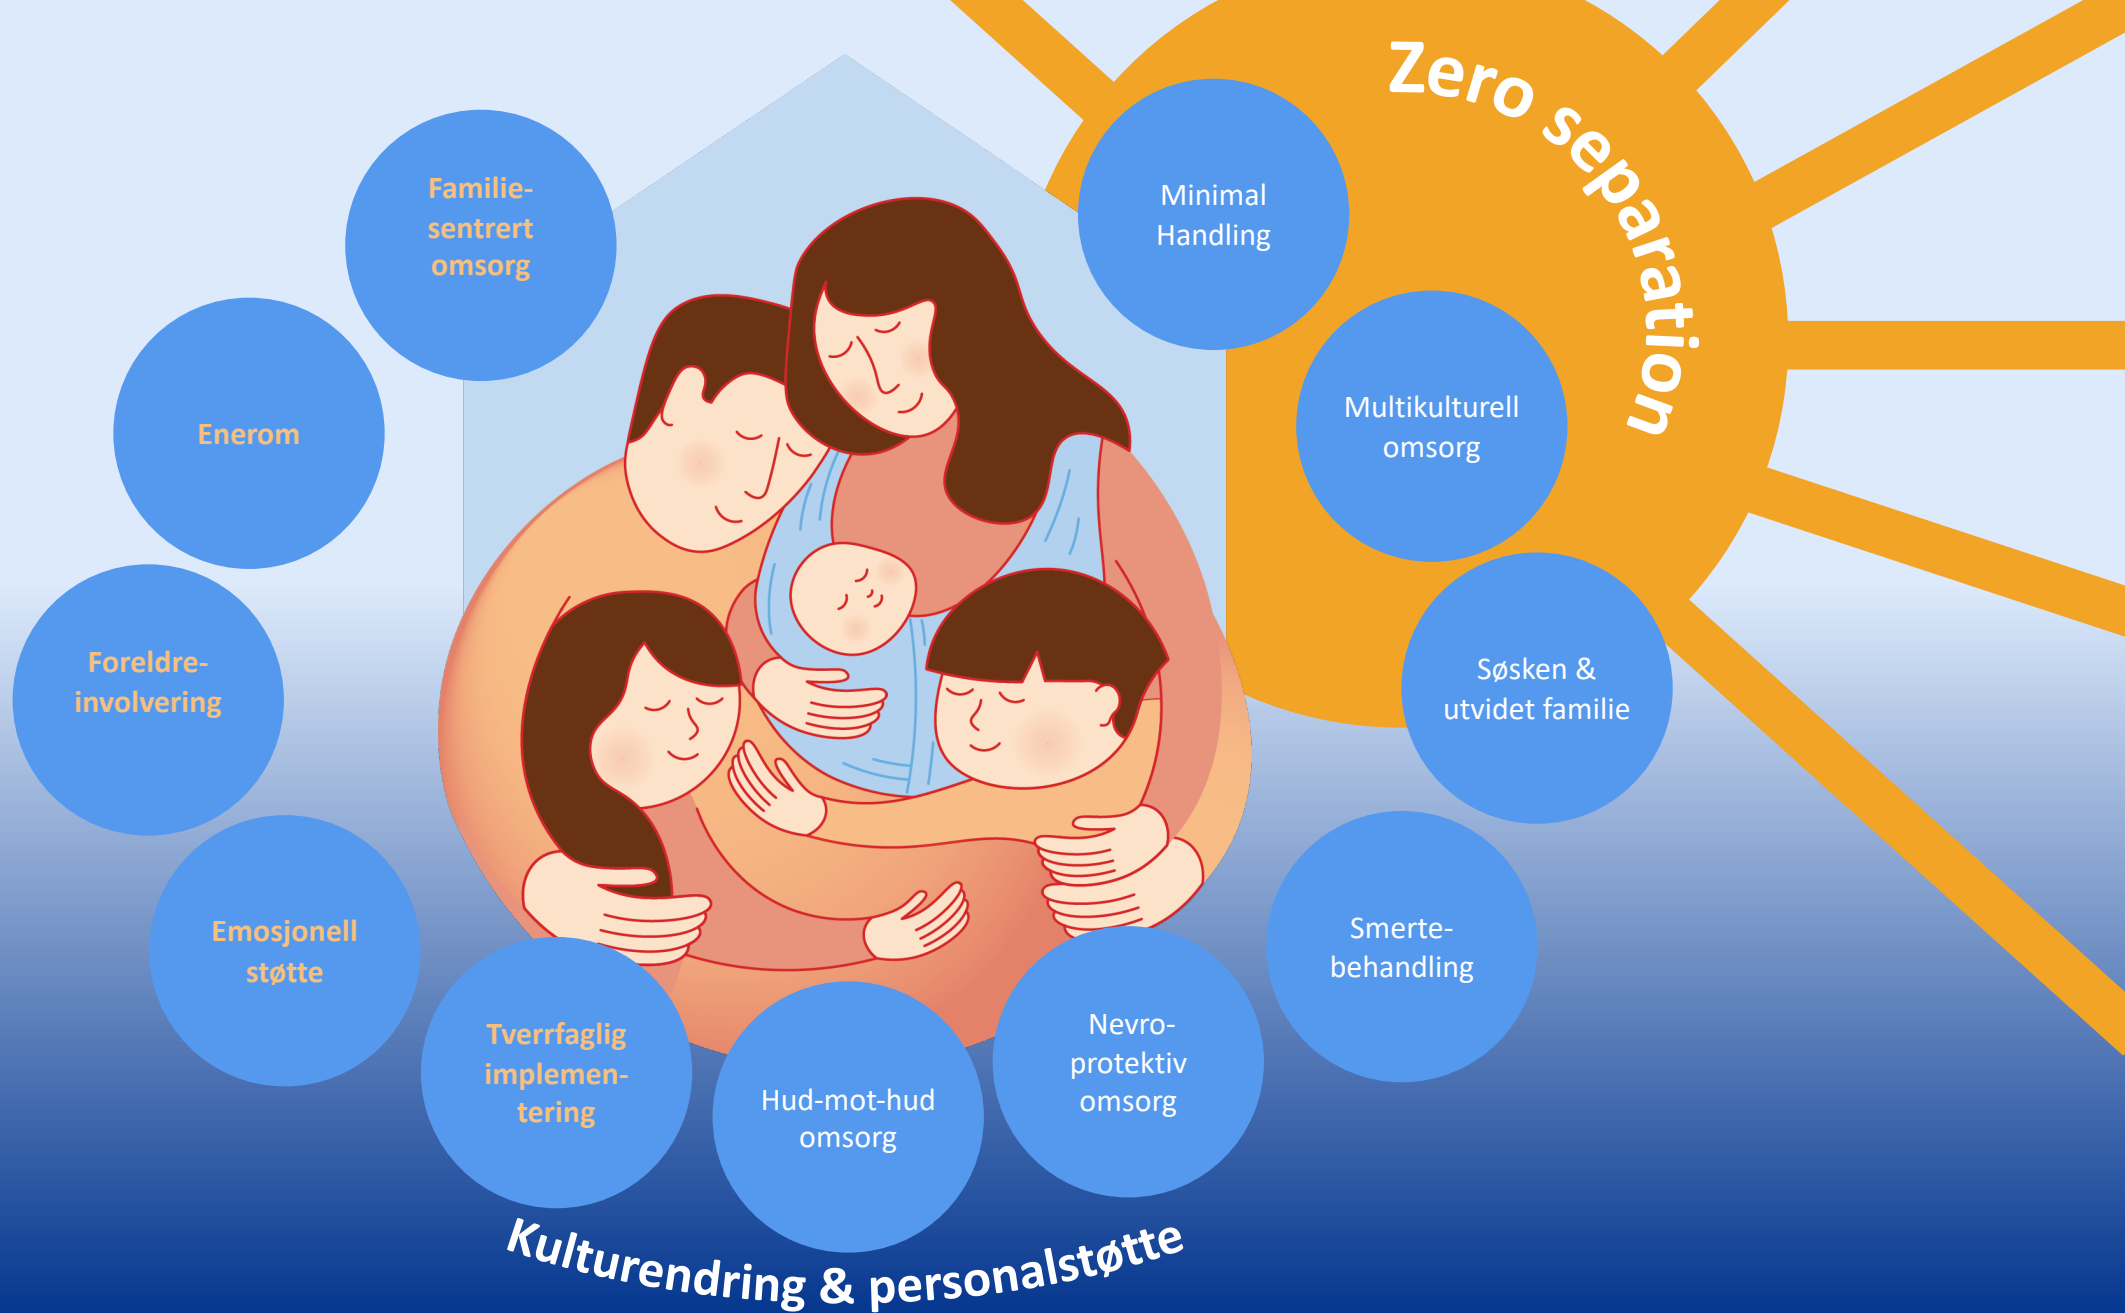 Zero separation
Familie-
sentrert
omsorg
Minimal
Handling
Enerom
Multikulturell
omsorg
Foreldre-
involvering
Søsken &
utvidet familie
Emosjonell
støtte
Smerte-
behandling
Tverrfaglig
implemen-
tering
Hud-mot-hud
omsorg
Nevro-
protektiv
omsorg
Kulturendring & personalstøtte